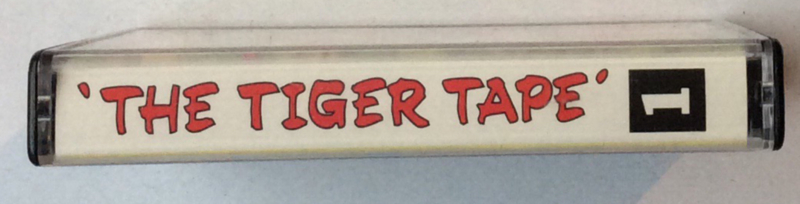 'THE TIGER TAPE'
1